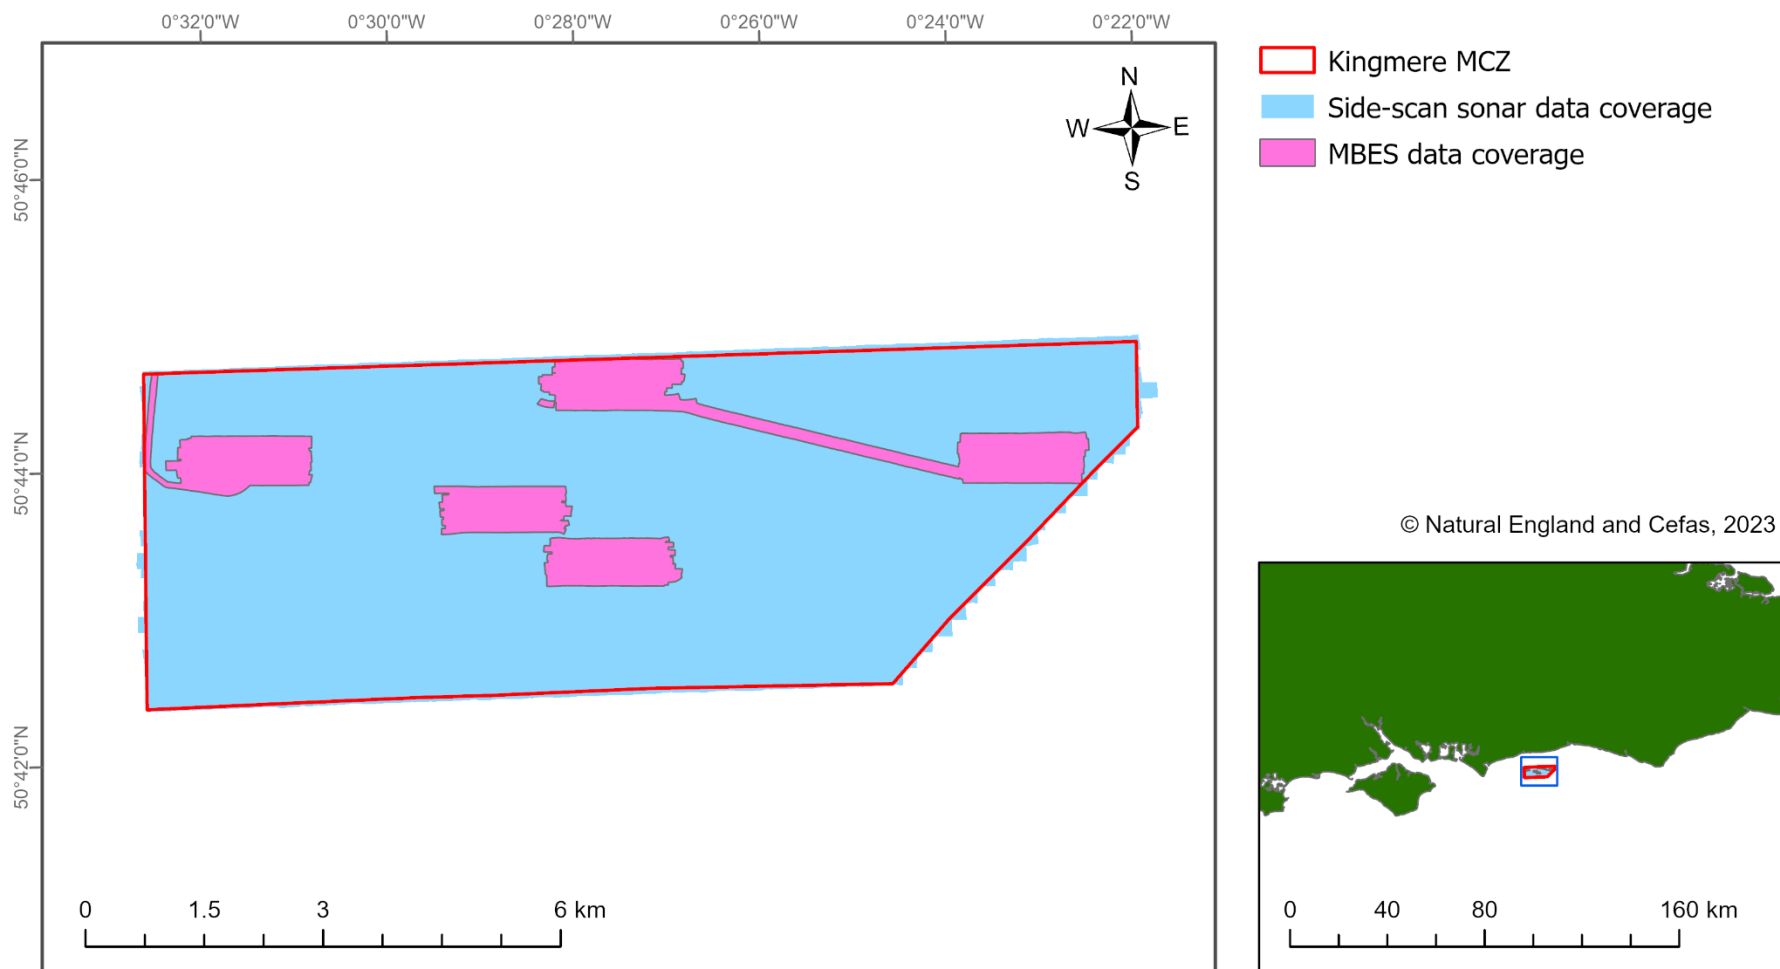 0°32'0"W 0°30'0"W 0°28'0"W 0°26'0"W 0°24'0"W 0°22'0"W
50°46'0"N
50°44'0"N
50°42'0"N
N
W E
S
0 1.5 3 6 km
Kingmere MCZ
Side-scan sonar data coverage
MBES data coverage
© Natural England and Cefas, 2023
0 40 80 160 km